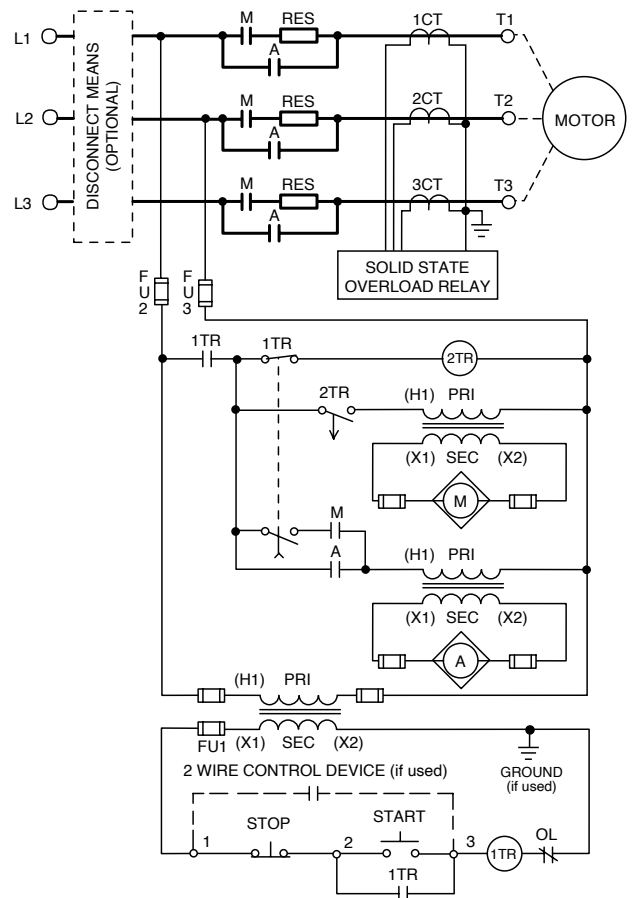 M RES 1CT T1
L1
A
DISCONNECT MEANS
(OPTIONAL)
M RES 2CT T2
L2
A
MOTOR
M RES 3CT T3
L3
A
SOLID STATE
OVERLOAD RELAY
FU2
FU3
1TR 1TR
2TR
2TR (H1) PRI
(X1) SEC (X2)
M
M
A (H1) PRI
(X1) SEC (X2)
A
(H1) PRI
FU1 (X1) SEC (X2)
GROUND
(if used)
2 WIRE CONTROL DEVICE (if used)
STOP START
OL
1 2 3 1TR
1TR